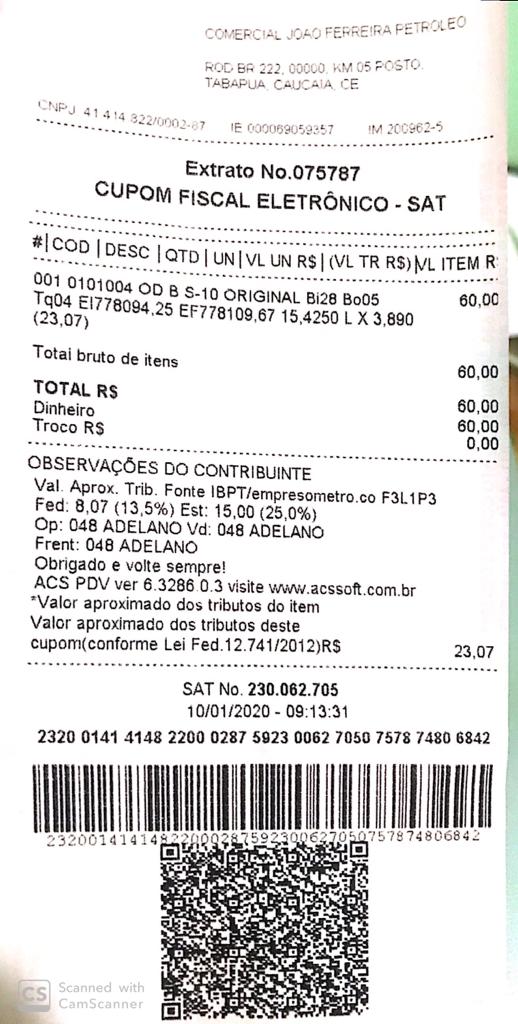 COMERCIAL JOAO FERREIRA PETROLEO
ROD BR 222, 00000, KM 05 POSTO,
TABAPUA, CAUCAIA, CE
CNPJ 41.414.822/0002-87 IE 000069059357 IM 200962-5
Extrato No.075787
CUPOM FISCAL ELETRÔNICO - SAT
#|COD | DESC |QTD | UN|VL UN R$ | (VL TR R$)|VL ITEM R
001 0101004 OD B S-10 ORIGINAL Bi28 Bo05 60,00
Tq04 EI778094,25 EF778109,67 15,4250 L X 3,890
(23,07)
Total bruto de itens 60,00
TOTAL R$ 60,00
Dinheiro 60,00
Troco R$ 0,00
OBSERVAÇÕES DO CONTRIBUINTE
Val. Aprox. Trib. Fonte IBPT/empresometro.co F3L1P3
Fed: 8,07 (13,5%) Est: 15,00 (25,0%)
Op: 048 ADELANO Vd: 048 ADELANO
Frent: 048 ADELANO
Obrigado e volte sempre!
ACS PDV ver 6.3286.0.3 visite www.acssoft.com.br
*Valor aproximado dos tributos do item
Valor aproximado dos tributos deste
cupom(conforme Lei Fed.12.741/2012)R$ 23,07
SAT No. 230.062.705
10/01/2020 - 09:13:31
2320 0141 4148 2200 0287 5923 0062 7050 7578 7480 6842
23200141414822000287592300627050757874806842
CS Scanned with
CamScanner